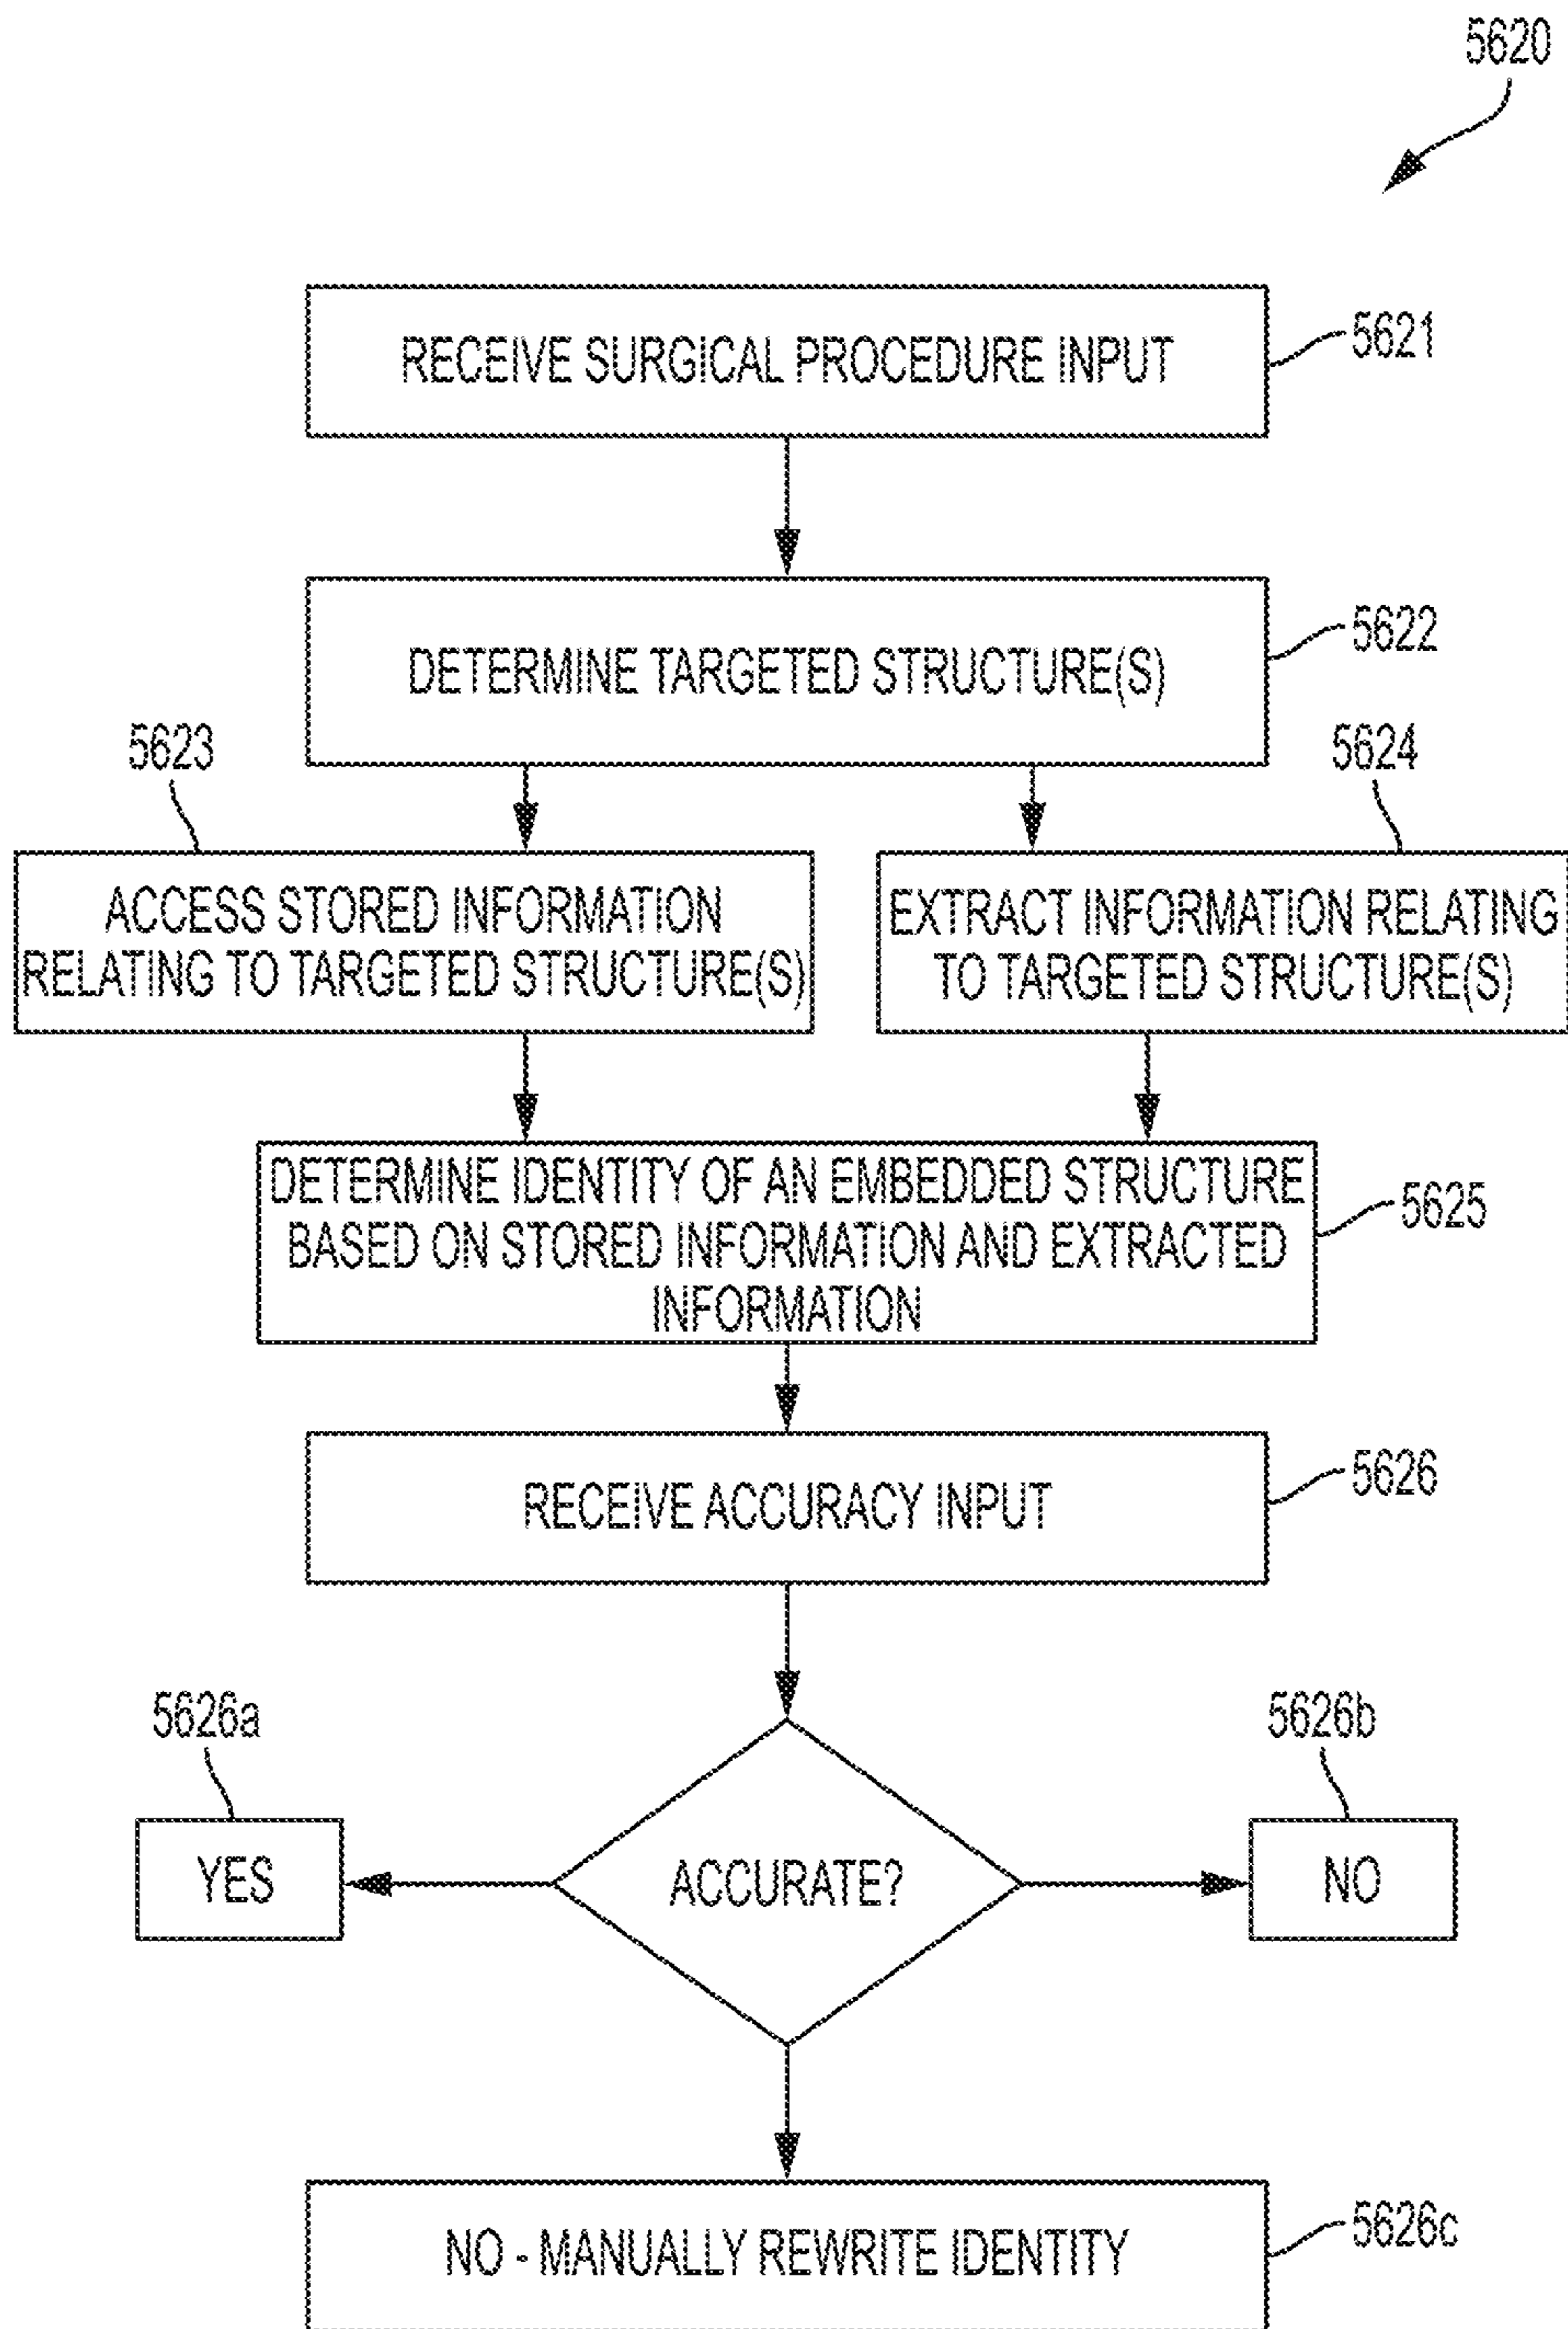 5620
RECEIVE SURGICAL PROCEDURE INPUT
5621
DETERMINE TARGETED STRUCTURE(S)
5622
5623
5624
ACCESS STORED INFORMATION
RELATING TO TARGETED STRUCTURE(S)
EXTRACT INFORMATION RELATING
TO TARGETED STRUCTURE(S)
DETERMINE IDENTITY OF AN EMBEDDED STRUCTURE
BASED ON STORED INFORMATION AND EXTRACTED
INFORMATION
5625
RECEIVE ACCURACY INPUT
5626
5626a
5626b
YES
ACCURATE?
NO
NO - MANUALLY REWRITE IDENTITY
5626c